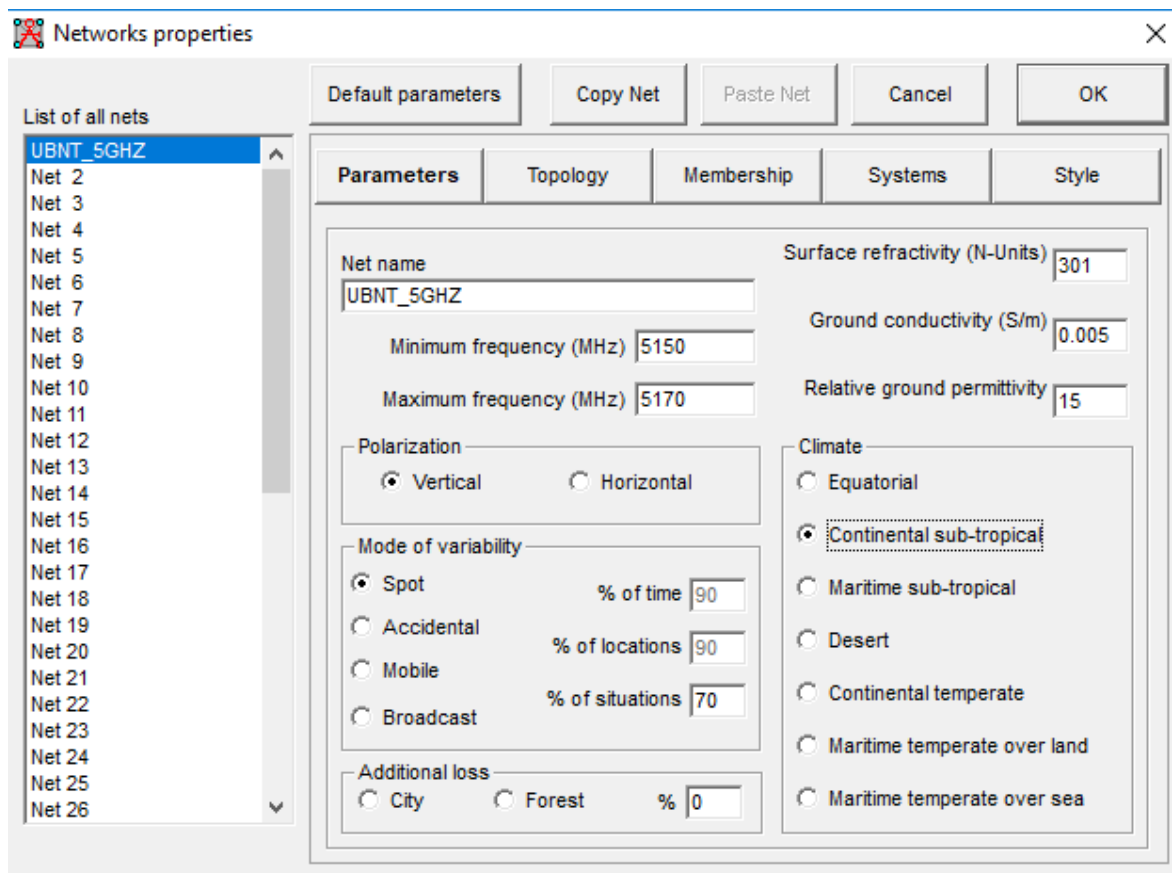 Networks properties
Default parameters
Copy Net
Paste Net
Cancel
OK
List of all nets
UBNT_5GHZ
Net 2
Net 3
Net 4
Net 5
Net 6
Net 7
Net 8
Net 9
Net 10
Net 11
Net 12
Net 13
Net 14
Net 15
Net 16
Net 17
Net 18
Net 19
Net 20
Net 21
Net 22
Net 23
Net 24
Net 25
Net 26
Parameters
Topology
Membership
Systems
Style
Net name
UBNT_5GHZ
Minimum frequency (MHz) 5150
Maximum frequency (MHz) 5170
Surface refractivity (N-Units) 301
Ground conductivity (S/m) 0.005
Relative ground permittivity 15
Polarization
Vertical Horizontal
Mode of variability
Spot
Accidental
Mobile
Broadcast
% of time 90
% of locations 90
% of situations 70
Additional loss
City Forest % 0
Climate
Equatorial
Continental sub-tropical
Maritime sub-tropical
Desert
Continental temperate
Maritime temperate over land
Maritime temperate over sea